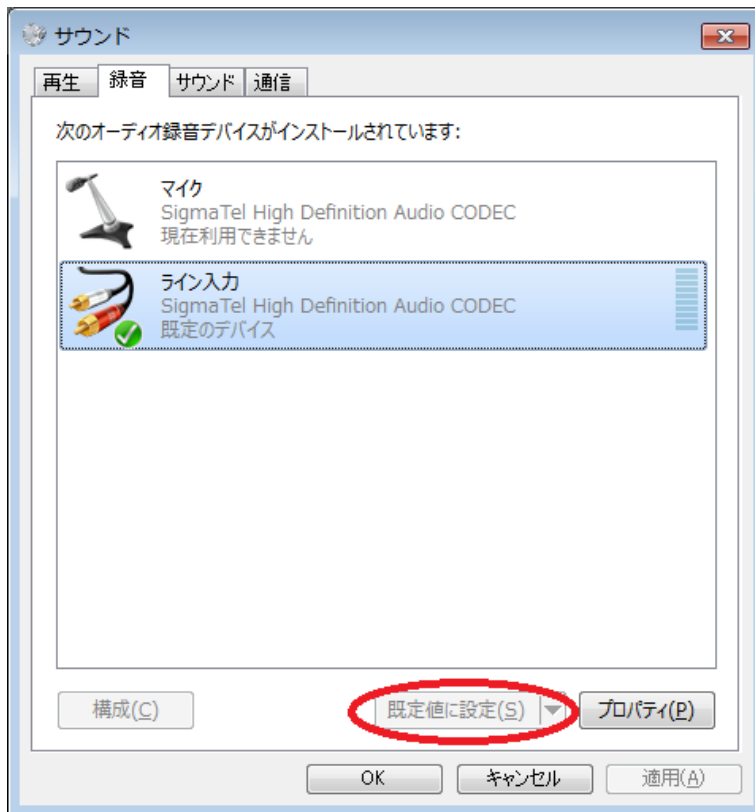 サウンド
再生 録音 サウンド 通信
次のオーディオ録音デバイスがインストールされています:
マイク
SigmaTel High Definition Audio CODEC
現在利用できません
ライン入力
SigmaTel High Definition Audio CODEC
既定のデバイス
構成(C) 既定値に設定(S) プロパティ(P)
OK キャンセル 適用(A)